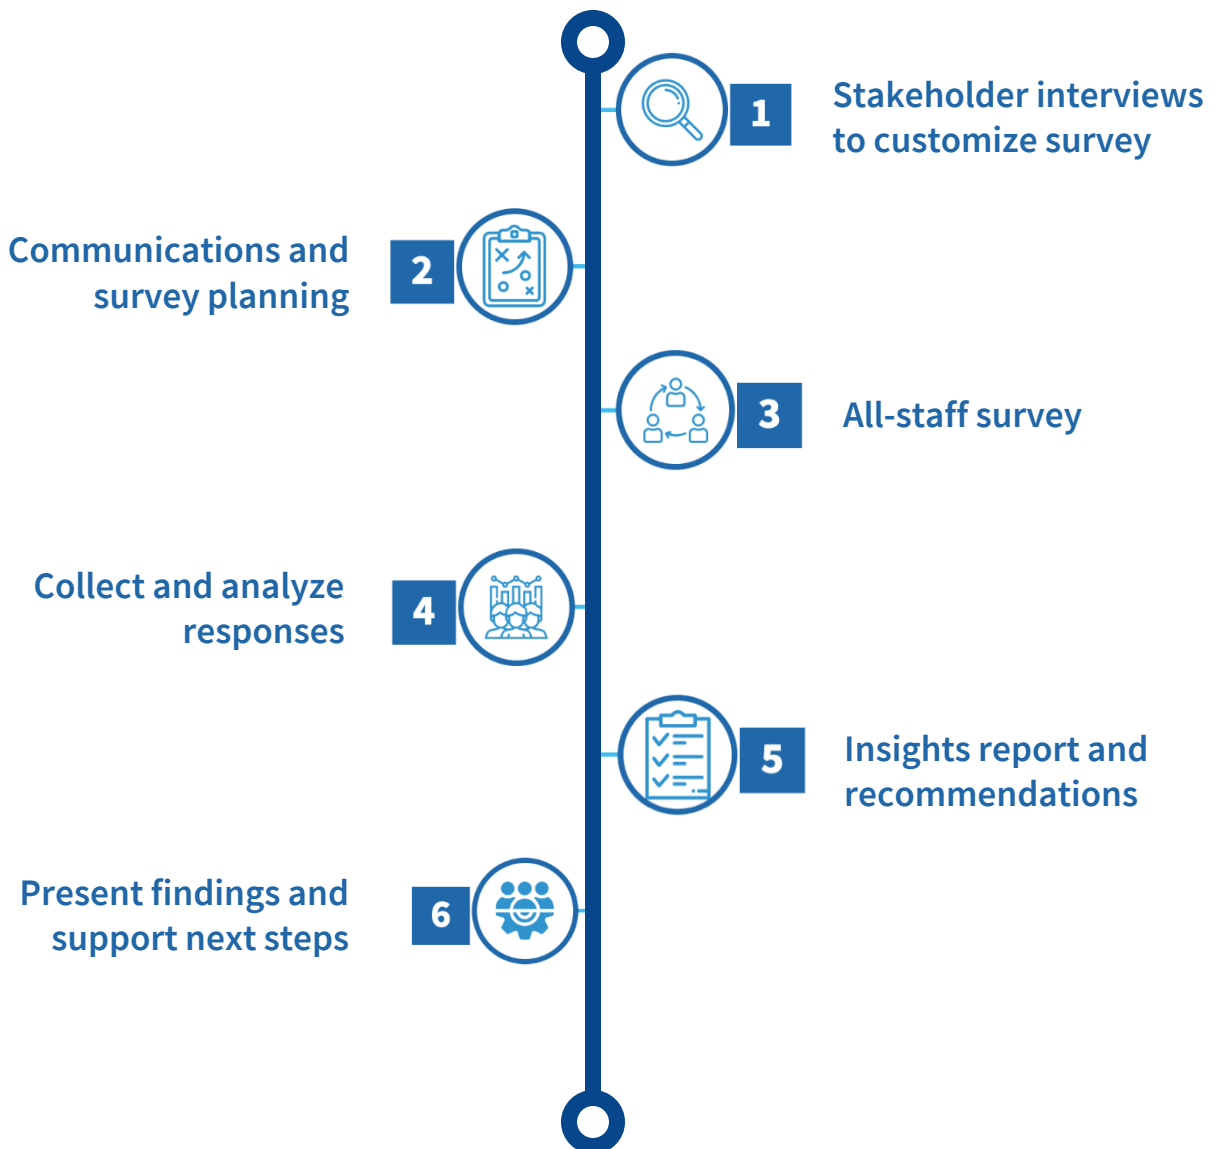 1
Stakeholder interviews
to customize survey
Communications and
survey planning
2
3
All-staff survey
Collect and analyze
responses
4
5
Insights report and
recommendations
Present findings and
support next steps
6